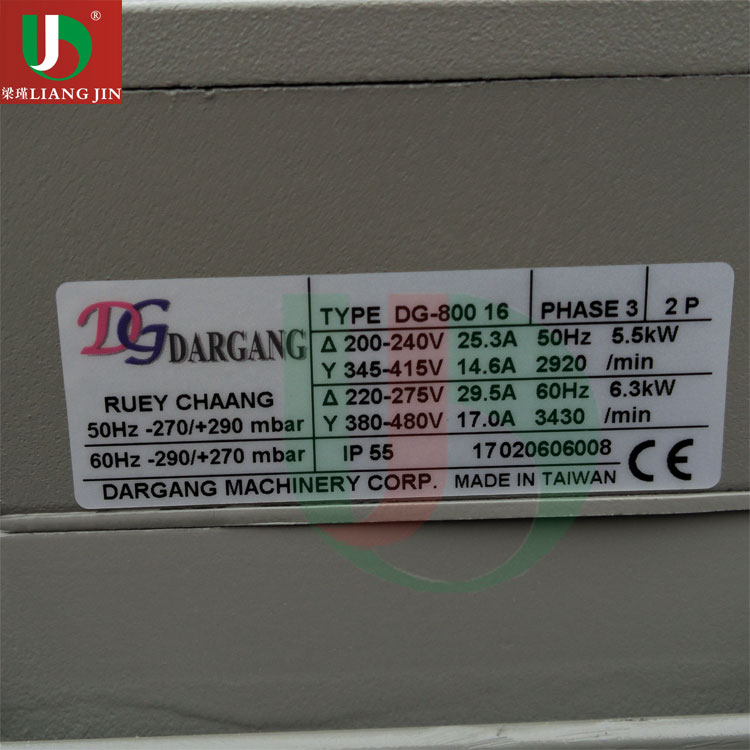 ®
梁瑾LIANG JIN
DG DARGANG
RUEY CHAANG
50Hz -270/+290 mbar
60Hz -290/+270 mbar
TYPE DG-800 16 PHASE 3 2 P
Δ 200-240V 25.3A 50Hz 5.5kW
Y 345-415V 14.6A 2920 /min
Δ 220-275V 29.5A 60Hz 6.3kW
Y 380-480V 17.0A 3430 /min
IP 55 17020606008 CE
DARGANG MACHINERY CORP. MADE IN TAIWAN